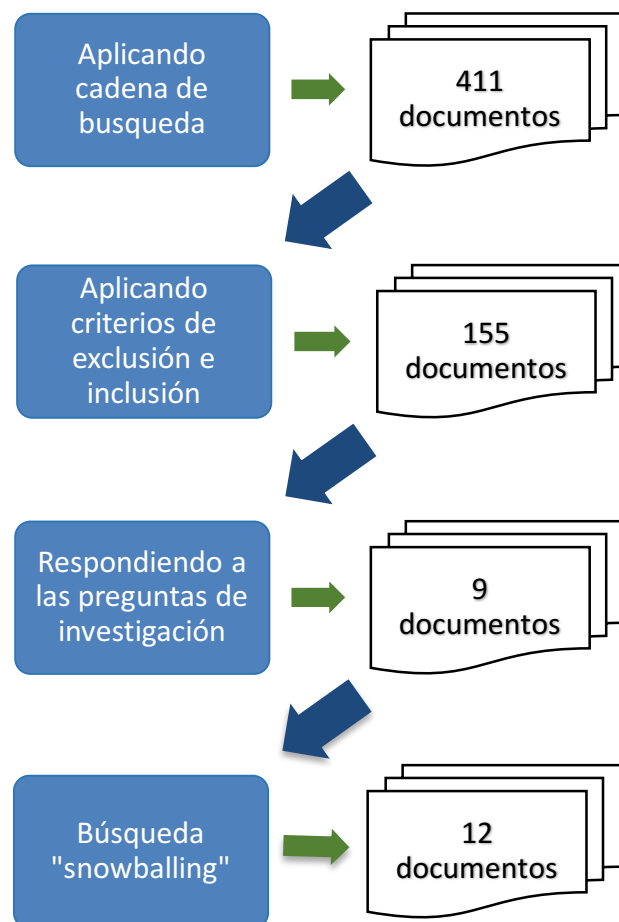 Aplicando
cadena de
busqueda
411
documentos
Aplicando
criterios de
exclusión e
inclusión
155
documentos
Respondiendo a
las preguntas de
investigación
9
documentos
Búsqueda
"snowballing"
12
documentos